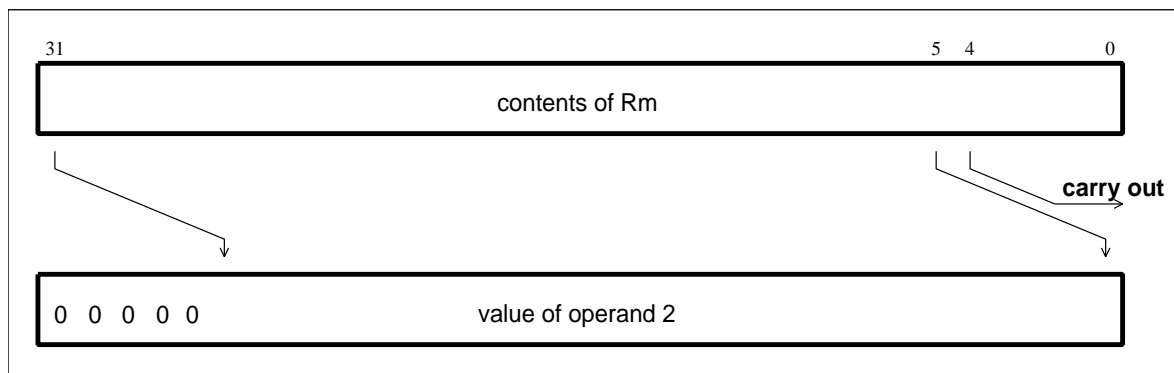 31 5 4 0
contents of Rm
carry out
0 0 0 0 0 value of operand 2